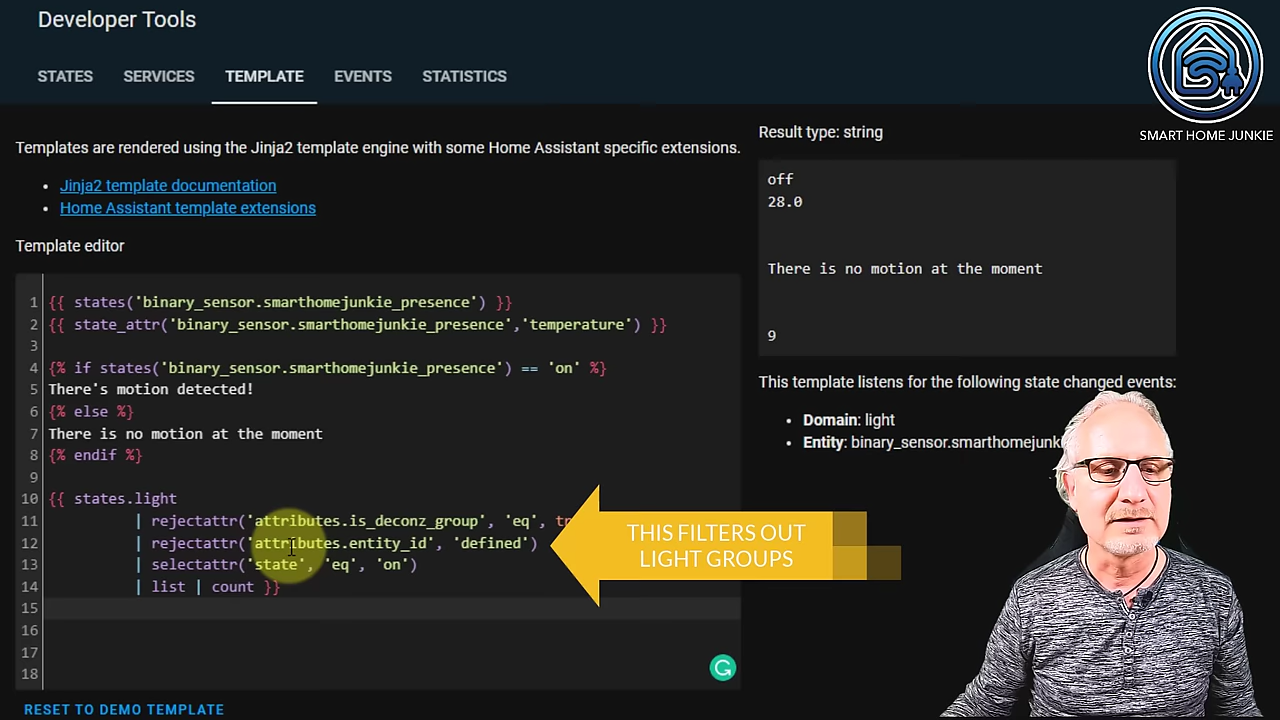 Developer Tools
SMART HOME JUNKIE
STATES SERVICES TEMPLATE EVENTS STATISTICS
Templates are rendered using the Jinja2 template engine with some Home Assistant specific extensions.
Jinja2 template documentation
Home Assistant template extensions
Template editor
1 {{ states('binary_sensor.smarthomejunkie_presence') }}
2 {{ state_attr('binary_sensor.smarthomejunkie_presence','temperature') }}
3
4 {% if states('binary_sensor.smarthomejunkie_presence') == 'on' %}
5 There's motion detected!
6 {% else %}
7 There is no motion at the moment
8 {% endif %}
9
10 {{ states.light
11 | rejectattr('attributes.is_deconz_group', 'eq',
12 | rejectattr('attributes.entity_id', 'defined')
13 | selectattr('state', 'eq', 'on')
14 | list | count }}
15
16
17
18
RESET TO DEMO TEMPLATE
THIS FILTERS OUT
LIGHT GROUPS
Result type: string
off
28.0
There is no motion at the moment
9
This template listens for the following state changed events:
Domain: light
Entity: binary_sensor.smarthomejunk